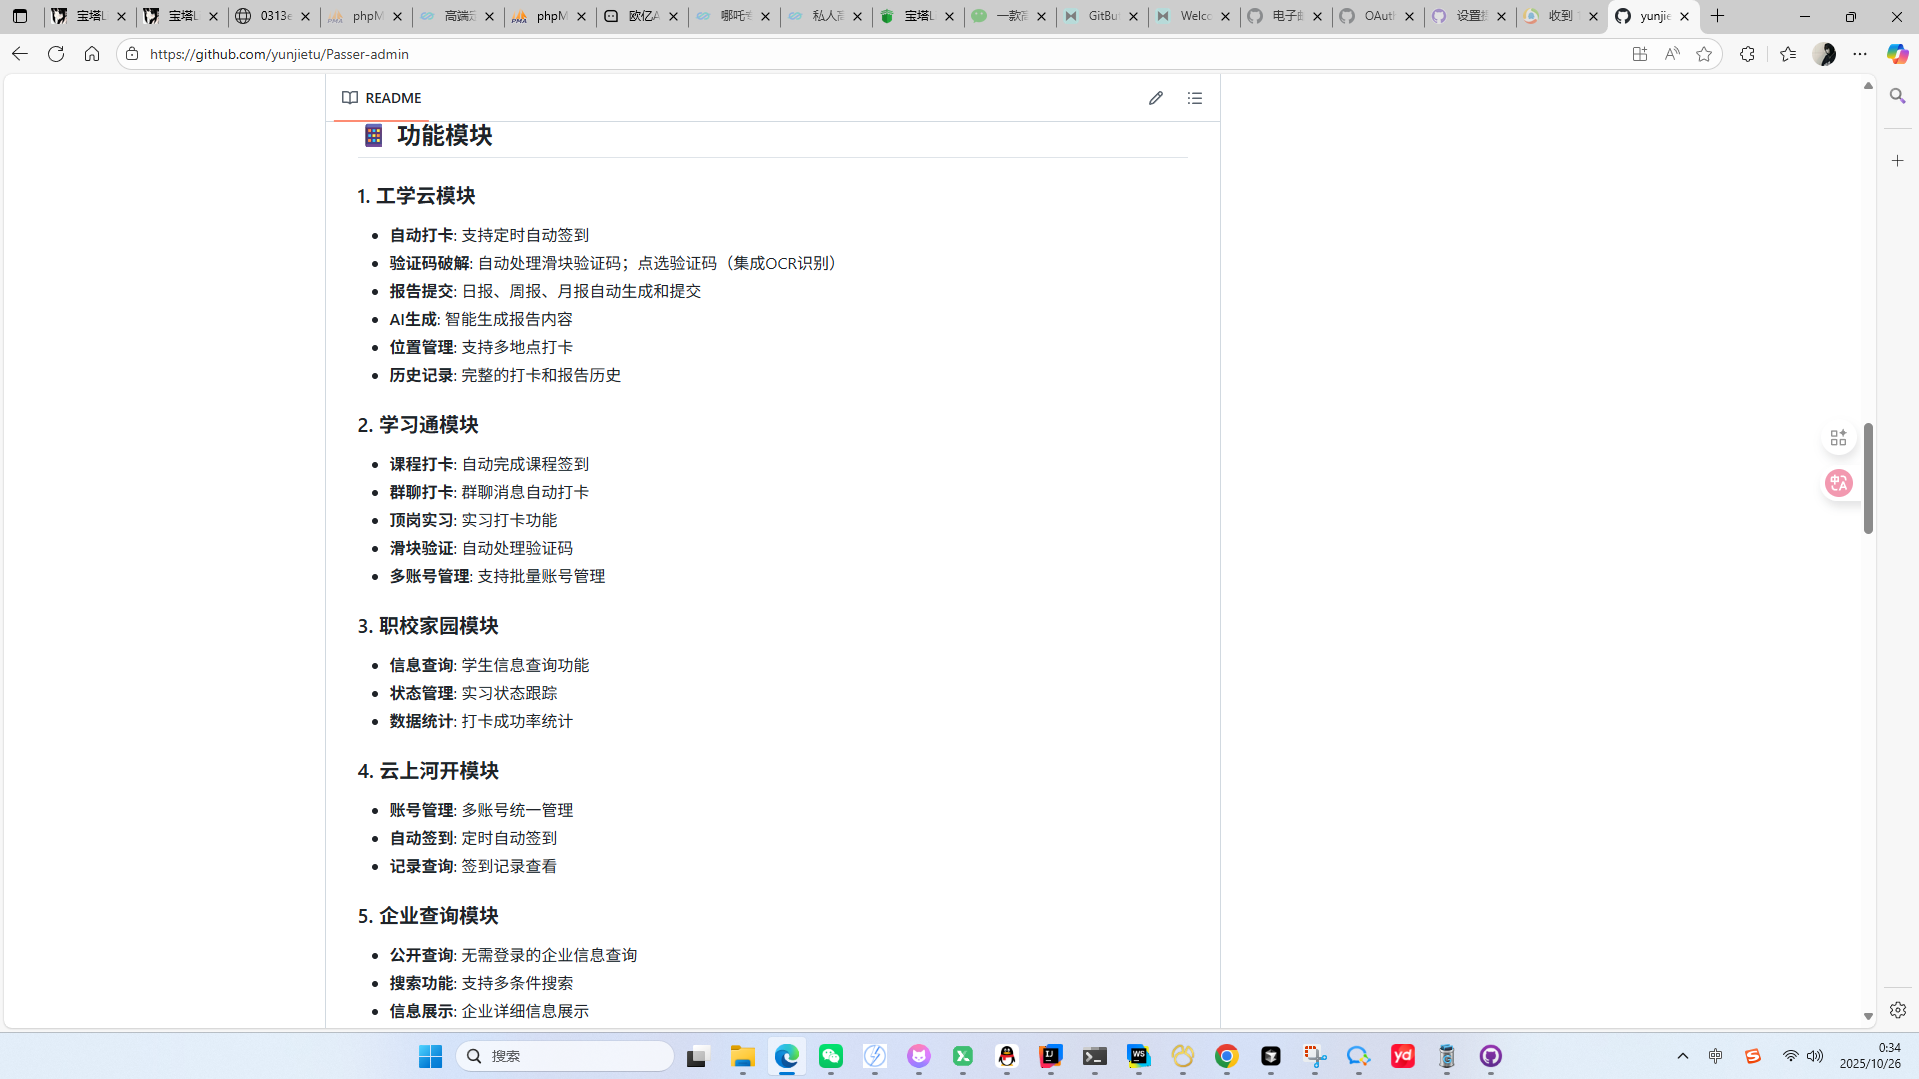 宝塔L
宝塔L
0313e
phpM
高端定
phpM
欧亿A
哪吒专
私人高
宝塔L
一款高
GitBu
Welco
电子邮
OAuth
设置挂
收到
yunjie
https://github.com/yunjietu/Passer-admin
README
功能模块
1. 工学云模块
自动打卡: 支持定时自动签到
验证码破解: 自动处理滑块验证码；点选验证码（集成OCR识别）
报告提交: 日报、周报、月报自动生成和提交
AI生成: 智能生成报告内容
位置管理: 支持多地点打卡
历史记录: 完整的打卡和报告历史
2. 学习通模块
课程打卡: 自动完成课程签到
群聊打卡: 群聊消息自动打卡
顶岗实习: 实习打卡功能
滑块验证: 自动处理验证码
多账号管理: 支持批量账号管理
3. 职校家园模块
信息查询: 学生信息查询功能
状态管理: 实习状态跟踪
数据统计: 打卡成功率统计
4. 云上河开模块
账号管理: 多账号统一管理
自动签到: 定时自动签到
记录查询: 签到记录查看
5. 企业查询模块
公开查询: 无需登录的企业信息查询
搜索功能: 支持多条件搜索
信息展示: 企业详细信息展示
搜索
中
0:34
2025/10/26